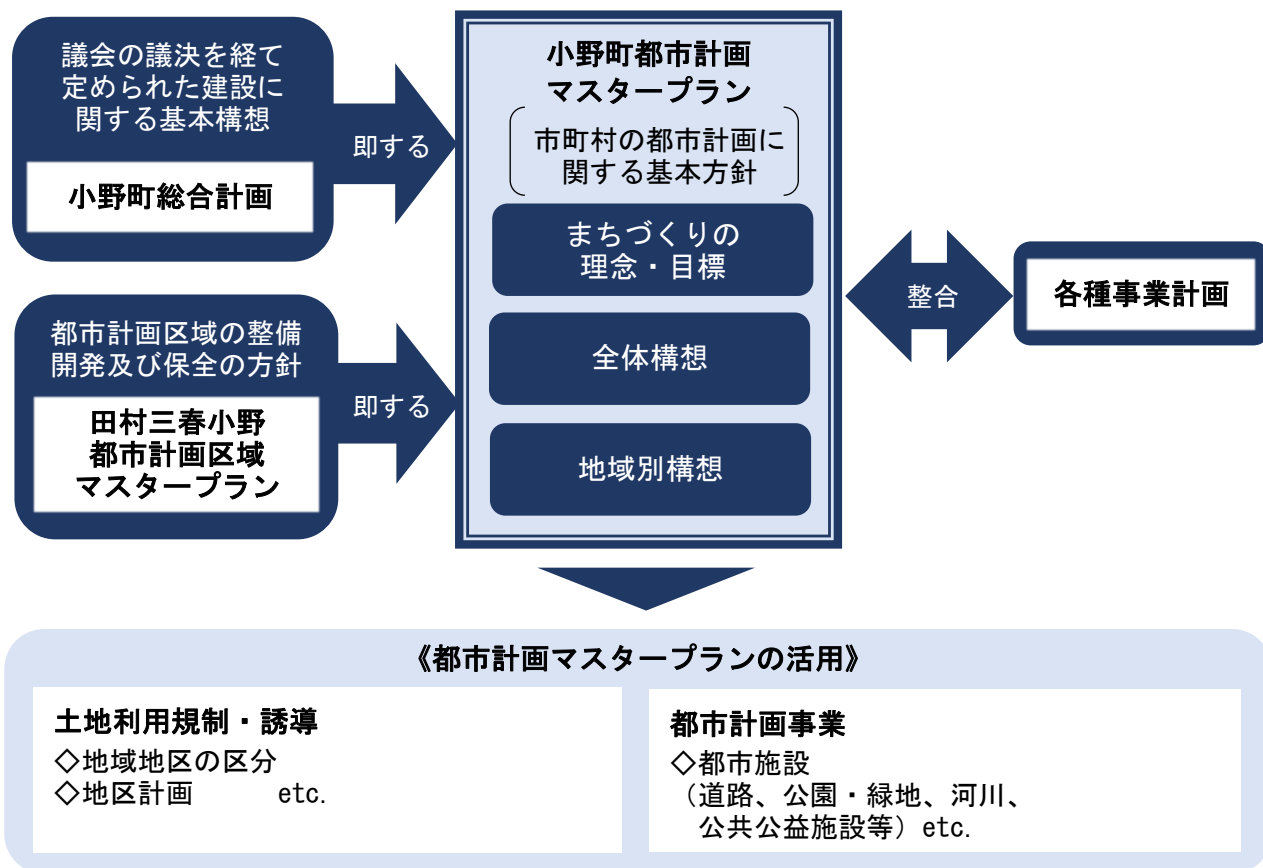 議会の議決を経て
定められた建設に
関する基本構想
小野町総合計画
即する
都市計画区域の整備
開発及び保全の方針
田村三春小野
都市計画区域
マスタープラン
即する
小野町都市計画
マスタープラン
市町村の都市計画に
関する基本方針
まちづくりの
理念・目標
全体構想
地域別構想
整合
各種事業計画
《都市計画マスタープランの活用》
土地利用規制・誘導
◇地域地区の区分
◇地区計画 etc.
都市計画事業
◇都市施設
（道路、公園・緑地、河川、
公共公益施設等）etc.